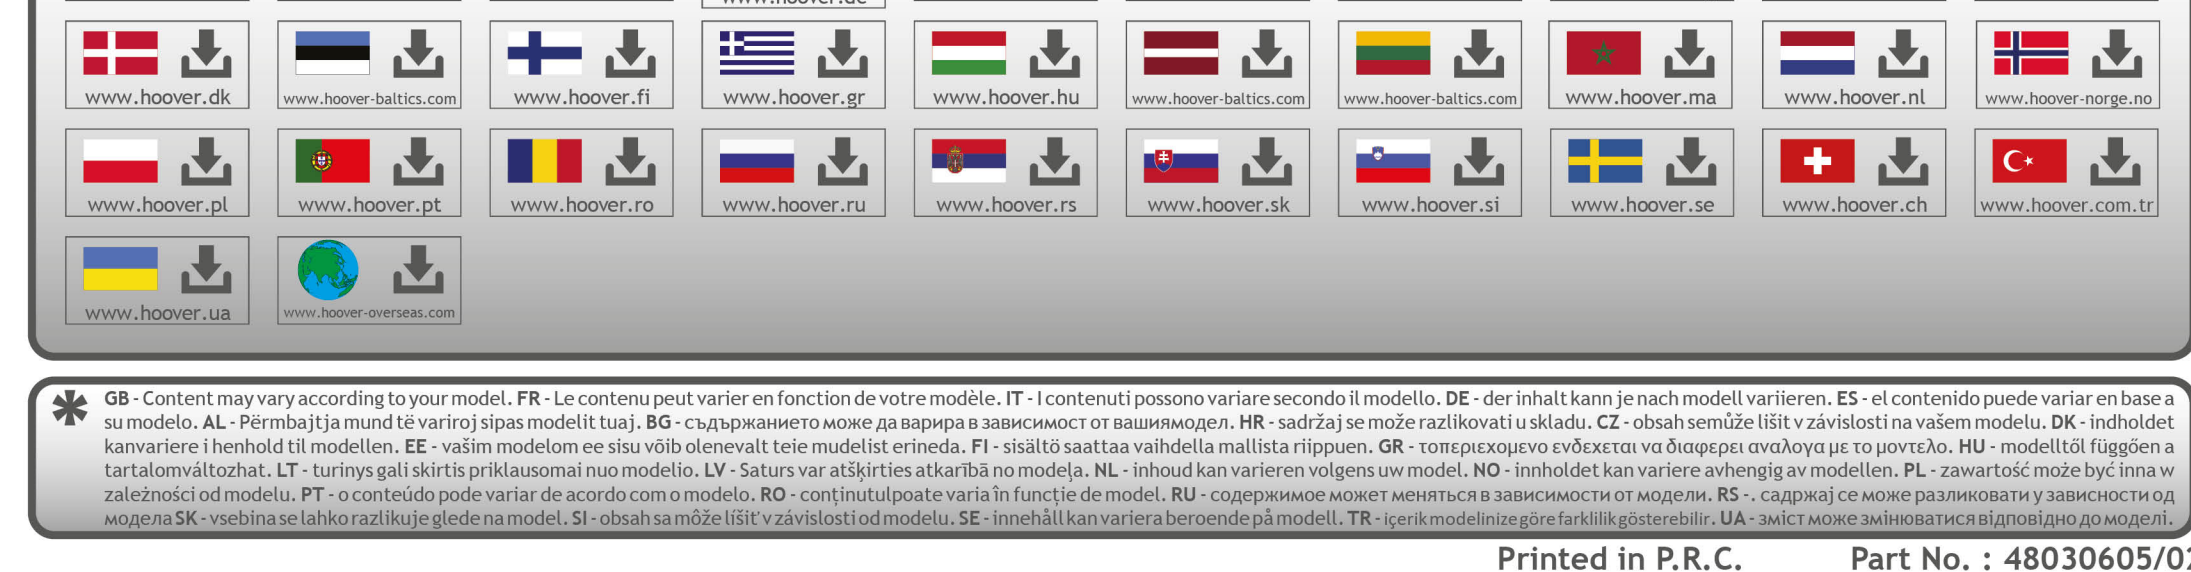 www.hoover.de
www.hoover.dk www.hoover-baltics.com www.hoover.fi www.hoover.gr www.hoover.hu www.hoover-baltics.com www.hoover-baltics.com www.hoover.ma www.hoover.nl www.hoover-norge.no
www.hoover.pl www.hoover.pt www.hoover.ro www.hoover.ru www.hoover.rs www.hoover.sk www.hoover.si www.hoover.se www.hoover.ch www.hoover.com.tr
www.hoover.ua www.hoover-overseas.com
* GB - Content may vary according to your model. FR - Le contenu peut varier en fonction de votre modèle. IT - I contenuti possono variare secondo il modello. DE - der inhalt kann je nach modell variieren. ES - el contenido puede variar en base a
su modelo. AL - Përmbajtja mund të variroj sipas modelit tuaj. BG - съдържанието може да варира в зависимост от вашиямодел. HR - sadržaj se može razlikovati u skladu. CZ - obsah semůže lišit v závislosti na vašem modelu. DK - indholdet
kanvariere i henhold til modellen. EE - vašim modelom ee sisu võib olenevalt teie mudelist erineda. FI - sisältö saattaa vaihdella mallista riippuen. GR - τοπεριεχομενο ενδεχεται να διαφερει αναλογα με το μοντελο. HU - modelltől függően a
tartalomváltozhat. LT - turinys gali skirtis priklausomai nuo modelio. LV - Saturs var atšķirties atkarībā no modeļa. NL - inhoud kan varieren volgens uw model. NO - innholdet kan variere avhengig av modellen. PL - zawartość może być inna w
zależności od modelu. PT - o conteúdo pode variar de acordo com o modelo. RO - conținutulpoate varia în funcție de model. RU - содержимое может меняться в зависимости от модели. RS -. садржај се може разликовати у зависности од
модела SK - vsebina se lahko razlikuje glede na model. SI - obsah sa môže líšiť v závislosti od modelu. SE - innehåll kan variera beroende på modell. TR - içerik modelinize göre farklilik gösterebilir. UA - зміст може змінюватися відповідно до моделі.
Printed in P.R.C. Part No. : 48030605/02